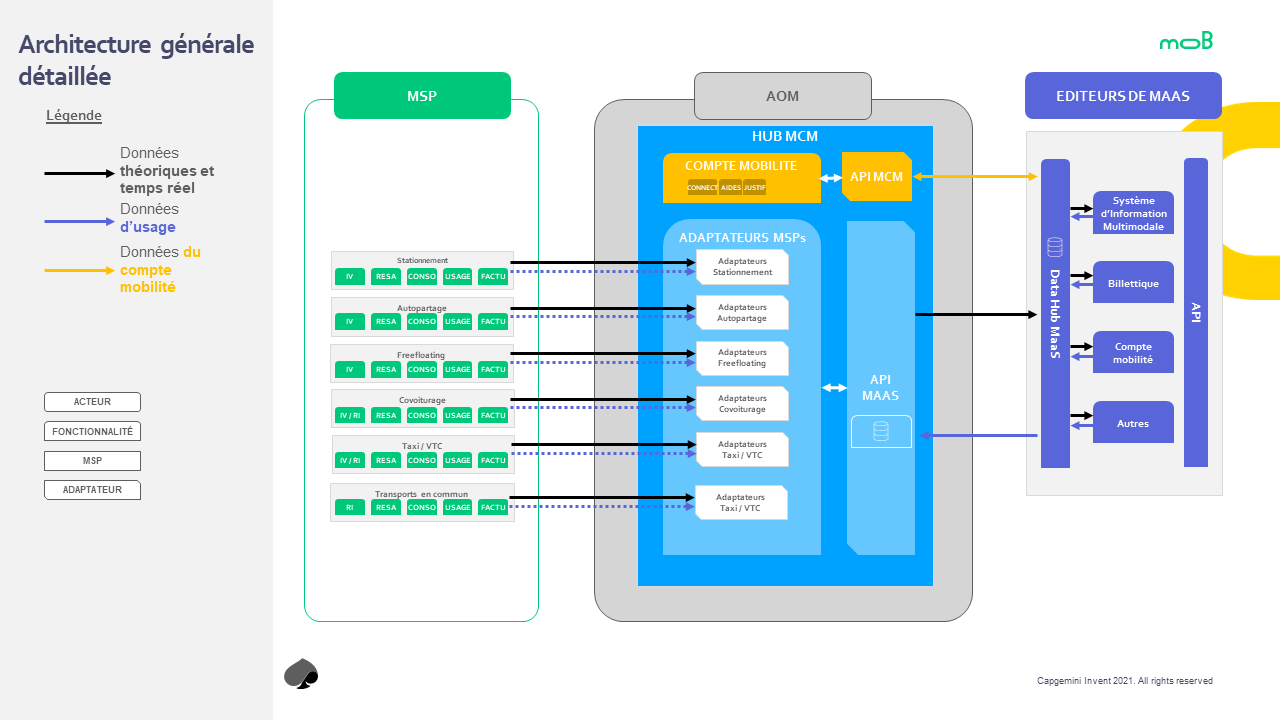 Architecture générale
détaillée
Légende
Données
théoriques et
temps réel
Données
d'usage
Données du
compte
mobilité
ACTEUR
FONCTIONNALITÉ
MSP
ADAPTATEUR
moB
MSP
Stationnement
IV RESA CONSO USAGE FACTU
Autopartage
IV RESA CONSO USAGE FACTU
Freefloating
IV RESA CONSO USAGE FACTU
Covoiturage
IV / RI RESA CONSO USAGE FACTU
Taxi / VTC
IV / RI RESA CONSO USAGE FACTU
Transports en commun
RI RESA CONSO USAGE FACTU
AOM
HUB MCM
COMPTE MOBILITE
CONNECT AIDES JUSTIF
API MCM
ADAPTATEURS MSPs
Adaptateurs
Stationnement
Adaptateurs
Autopartage
Adaptateurs
Freefloating
Adaptateurs
Covoiturage
Adaptateurs
Taxi / VTC
Adaptateurs
Taxi / VTC
API
MAAS
EDITEURS DE MAAS
Data Hub MaaS
Système
d'Information
Multimodale
Billettique
Compte
mobilité
Autres
API
Capgemini Invent 2021. All rights reserved